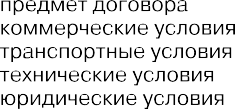 предмет договора
коммерческие условия
транспортные условия
технические условия
юридические условия